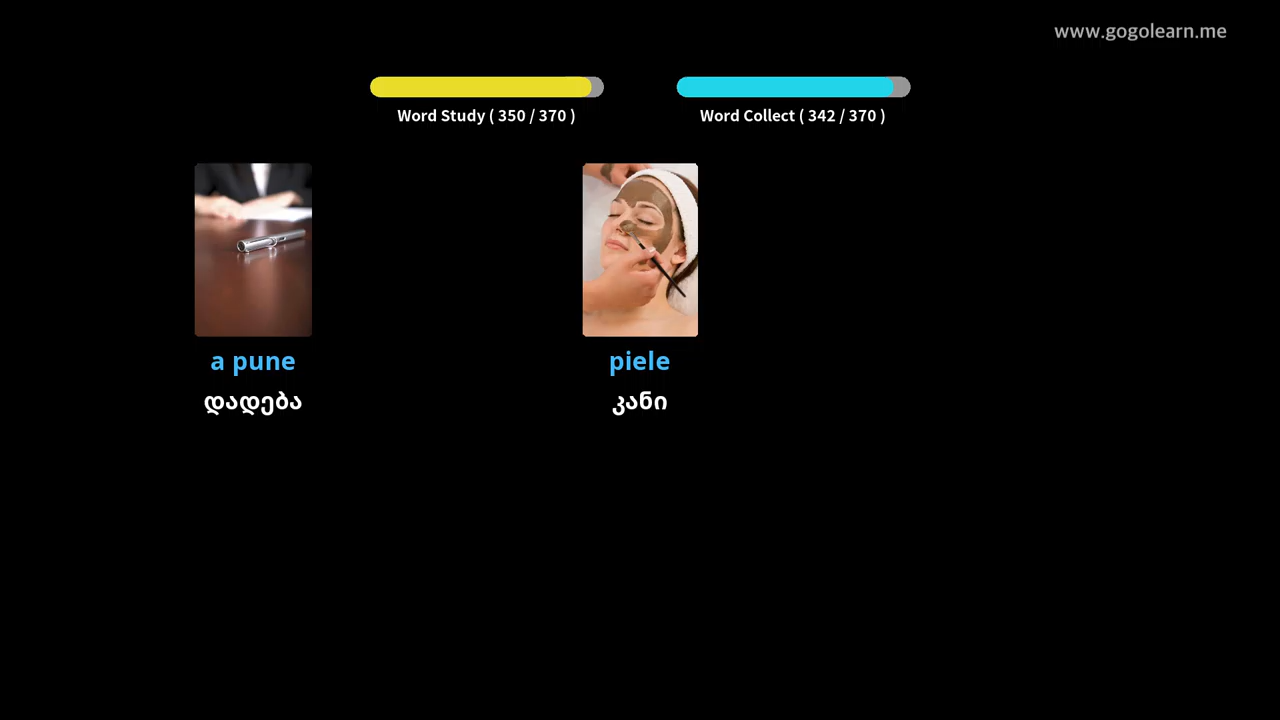 www.gogolearn.me
Word Study ( 350 / 370 )
Word Collect ( 342 / 370 )
a pune
დადება
piele
კანი